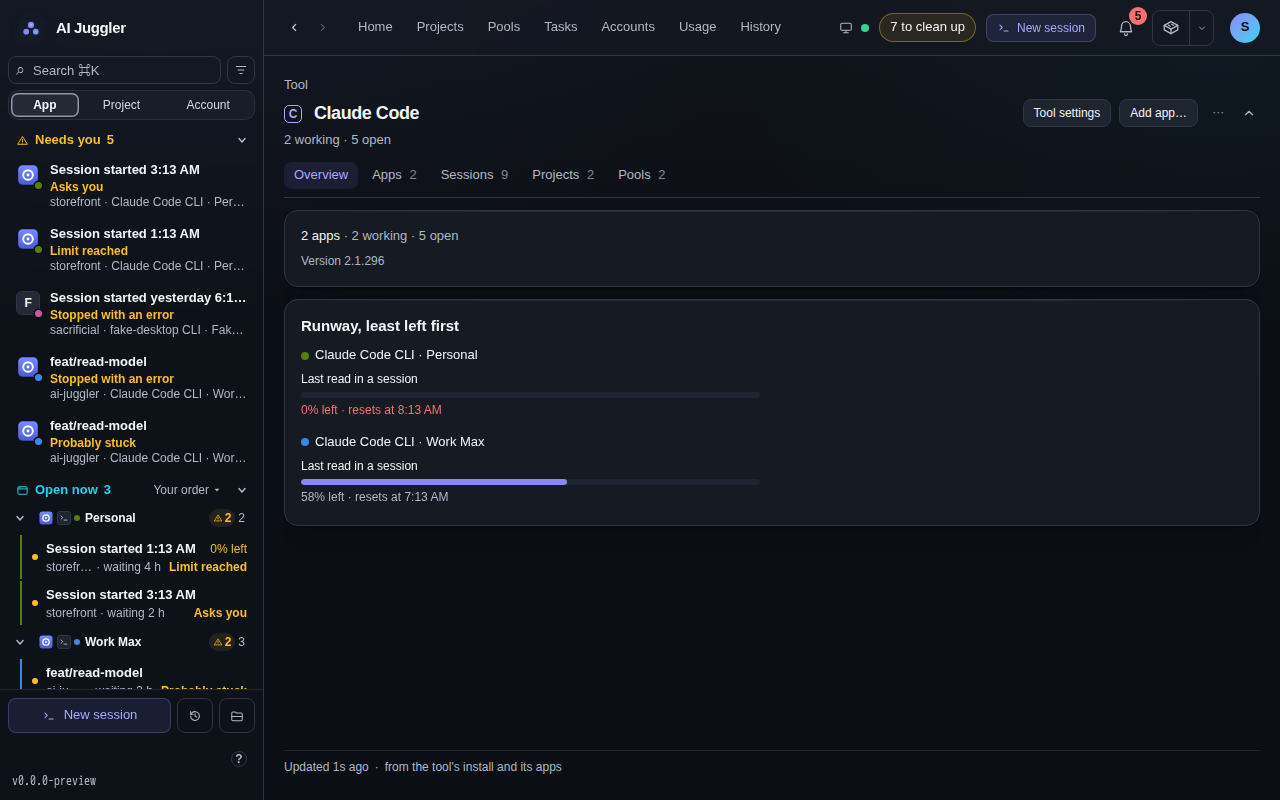 AI Juggler
Search ⌘K
App Project Account
Needs you 5
Session started 3:13 AM
Asks you
storefront · Claude Code CLI · Per…
Session started 1:13 AM
Limit reached
storefront · Claude Code CLI · Per…
F
Session started yesterday 6:1…
Stopped with an error
sacrificial · fake-desktop CLI · Fak…
feat/read-model
Stopped with an error
ai-juggler · Claude Code CLI · Wor…
feat/read-model
Probably stuck
ai-juggler · Claude Code CLI · Wor…
Open now 3 Your order
Personal 2 2
Session started 1:13 AM 0% left
storefr… · waiting 4 h Limit reached
Session started 3:13 AM
storefront · waiting 2 h Asks you
Work Max 2 3
feat/read-model
New session
?
v0.0.0-preview
Home Projects Pools Tasks Accounts Usage History
7 to clean up
New session
5
S
Tool
C Claude Code
Tool settings Add app… ···
2 working · 5 open
Overview Apps 2 Sessions 9 Projects 2 Pools 2
2 apps · 2 working · 5 open
Version 2.1.296
Runway, least left first
Claude Code CLI · Personal
Last read in a session
0% left · resets at 8:13 AM
Claude Code CLI · Work Max
Last read in a session
58% left · resets at 7:13 AM
Updated 1s ago · from the tool's install and its apps